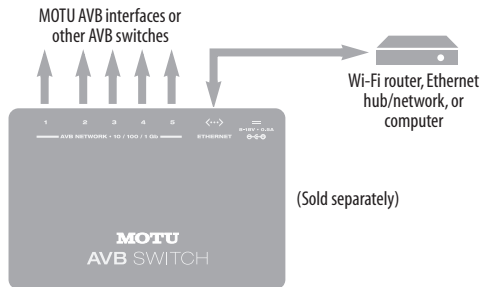 MOTU AVB interfaces or
other AVB switches
Wi-Fi router, Ethernet
hub/network, or
computer
1 2 3 4 5 <···>
AVB NETWORK • 10 / 100 / 1 Gb ETHERNET
(Sold separately)
MOTU
AVB SWITCH